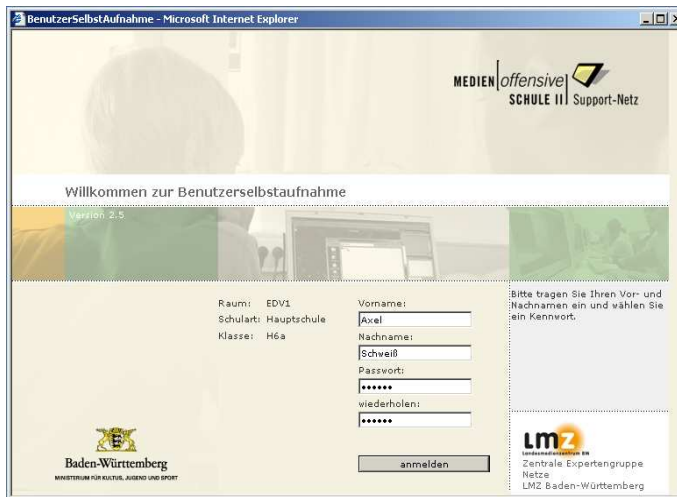 BenutzerSelbstAufnahme - Microsoft Internet Explorer
MEDIEN offensive
SCHULE II Support-Netz
Willkommen zur Benutzerselbstaufnahme
Version 2.5
Raum: EDV1
Schulart: Hauptschule
Klasse: H6a
Vorname:
Axel
Nachname:
Schweiß
Passwort:
••••••
wiederholen:
••••••
anmelden
Bitte tragen Sie Ihren Vor- und
Nachnamen ein und wählen Sie
ein Kennwort.
Baden-Württemberg
MINISTERIUM FÜR KULTUS, JUGEND UND SPORT
LMZ
Landesmedienzentrum BW
Zentrale Expertengruppe
Netze
LMZ Baden-Württemberg